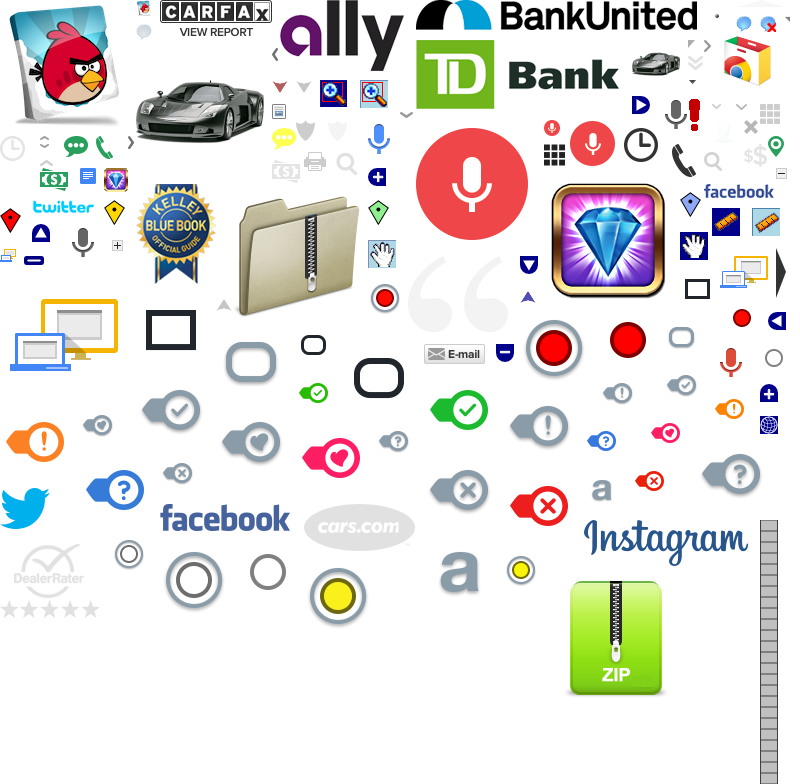 CARFAX
VIEW REPORT
ally
BankUnited
TD
Bank
facebook
twitter
KELLEY
BLUE BOOK
OFFICIAL GUIDE
E-mail
$$
a
facebook
cars.com
Instagram
DealerRater
a
ZIP